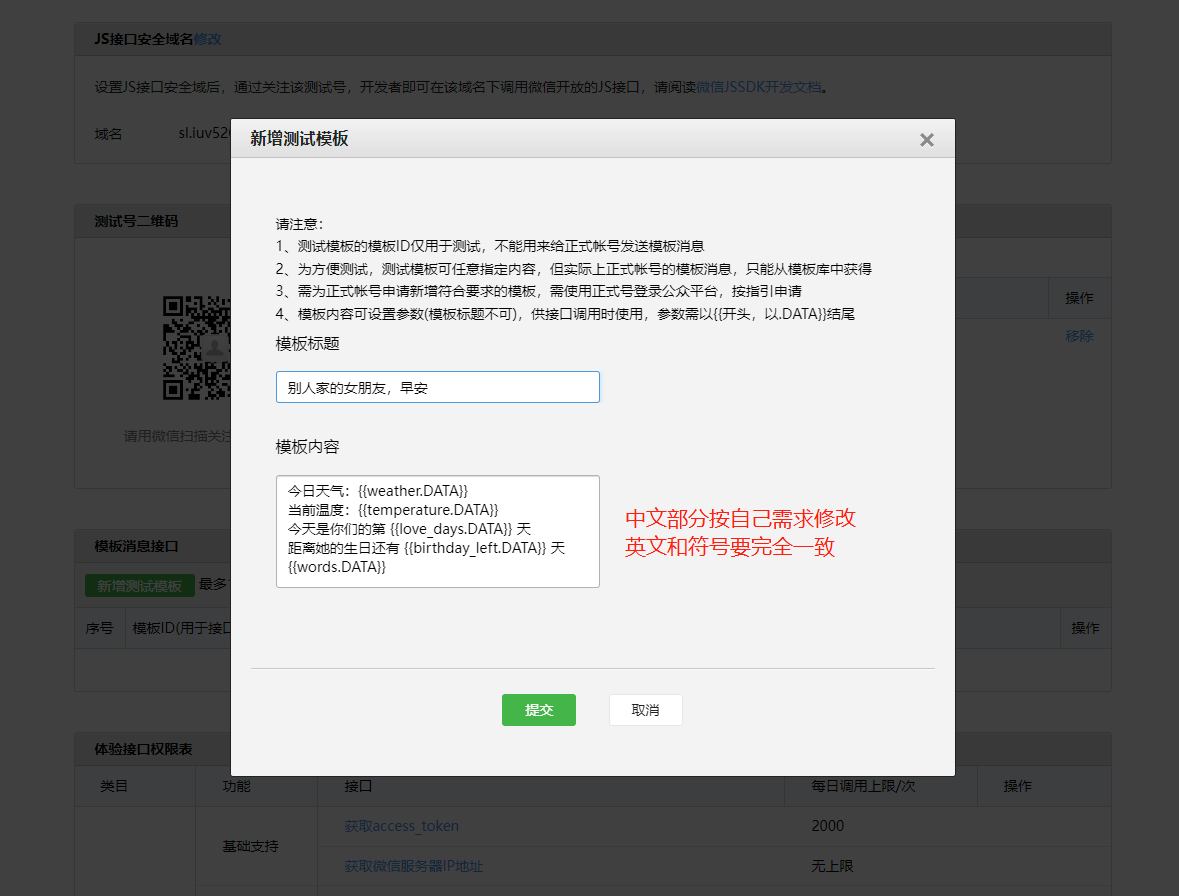 JS接口安全域名修改
设置JS接口安全域后，通过关注该测试号，开发者即可在该域名下调用微信开放的JS接口，请阅读微信JSSDK开发文档。
域名 sl.iuv52
新增测试模板
测试号二维码
请注意：
1、测试模板的模板ID仅用于测试，不能用来给正式帐号发送模板消息
2、为方便测试，测试模板可任意指定内容，但实际上正式帐号的模板消息，只能从模板库中获得
3、需为正式帐号申请新增符合要求的模板，需使用正式号登录公众平台，按指引申请
4、模板内容可设置参数(模板标题不可)，供接口调用时使用，参数需以{{开头，以.DATA}}结尾
操作
移除
模板标题
别人家的女朋友，早安
请用微信扫描关注
模板内容
今日天气：{{weather.DATA}}
当前温度：{{temperature.DATA}}
今天是你们的第 {{love_days.DATA}} 天
距离她的生日还有 {{birthday_left.DATA}} 天
{{words.DATA}}
中文部分按自己需求修改
英文和符号要完全一致
模板消息接口
新增测试模板 最多
序号 模板ID(用于接口 操作
提交 取消
体验接口权限表
类目 功能 接口 每日调用上限/次 操作
基础支持
获取access_token 2000
获取微信服务器IP地址 无上限